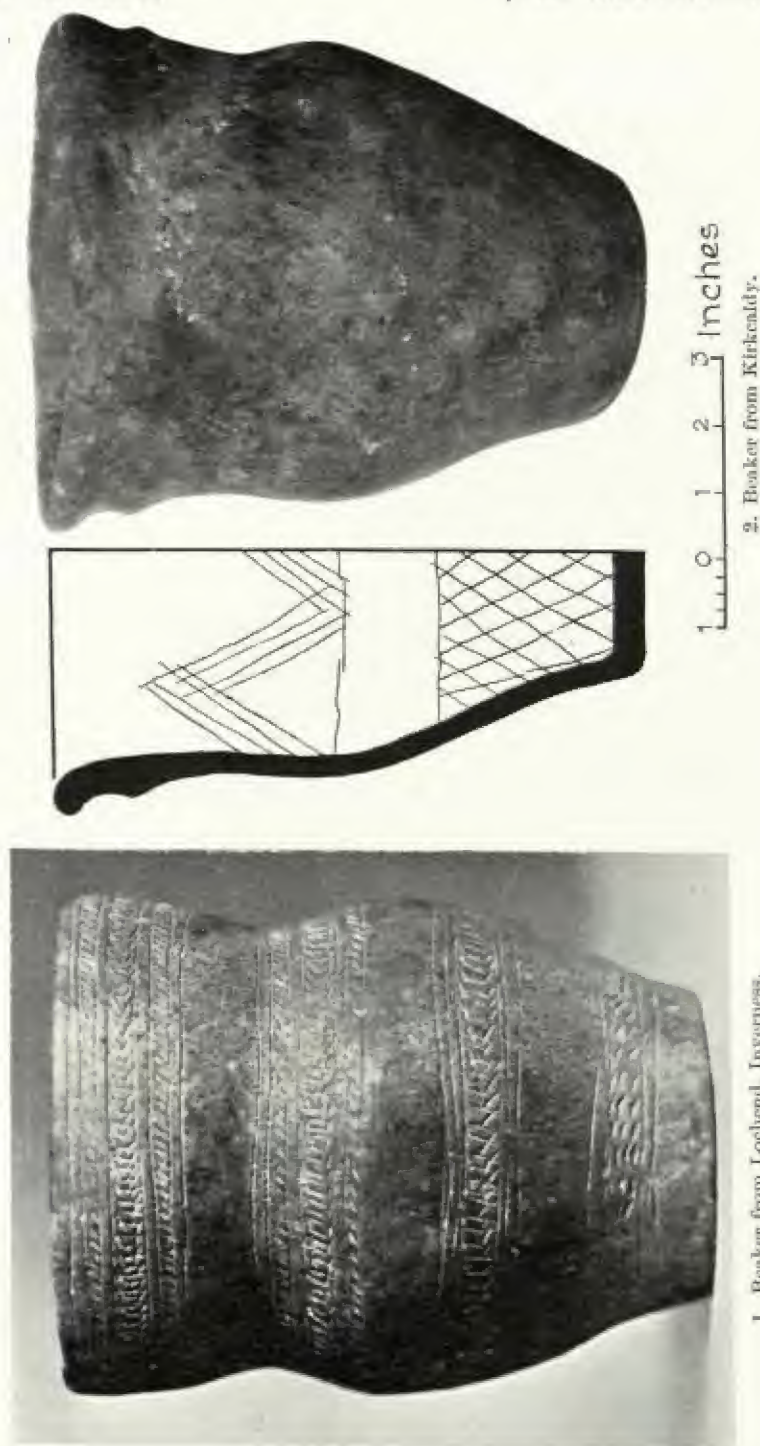 1 0 1 2 3 Inches
2. Beaker from Kirkcaldy.
1. Beaker from Lochend, Inverness.